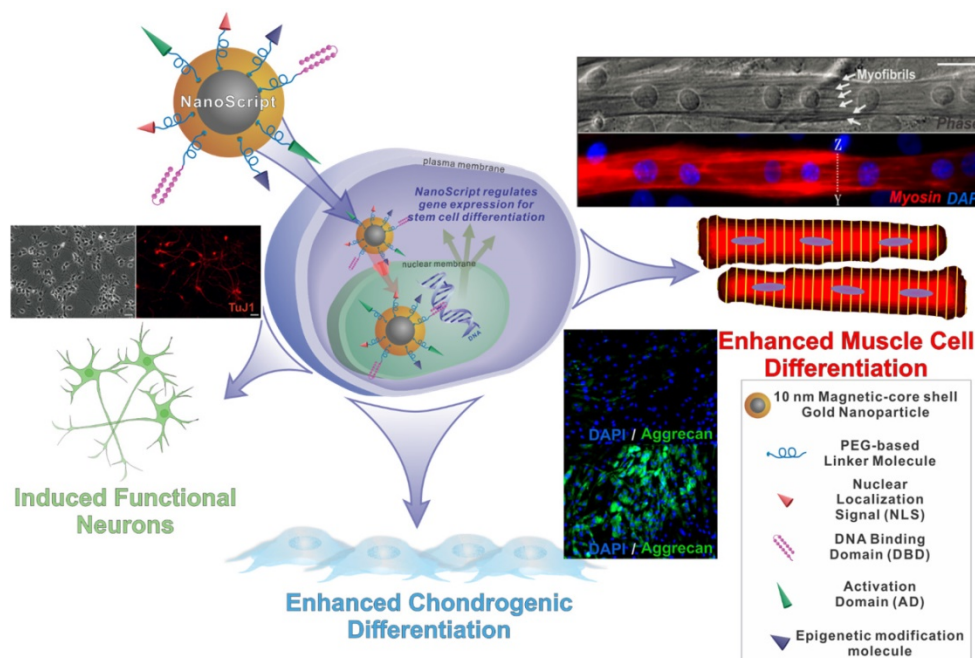 NanoScript
plasma membrane
NanoScript regulates
gene expression for
stem cell differentiation
nuclear membrane
DNA
Myofibrils
Phase
Z
Y
Myosin DAPI
TuJ1
Induced Functional
Neurons
Enhanced Chondrogenic
Differentiation
DAPI / Aggrecan
DAPI / Aggrecan
Enhanced Muscle Cell
Differentiation
10 nm Magnetic-core shell
Gold Nanoparticle
PEG-based
Linker Molecule
Nuclear
Localization
Signal (NLS)
DNA Binding
Domain (DBD)
Activation
Domain (AD)
Epigenetic modification
molecule